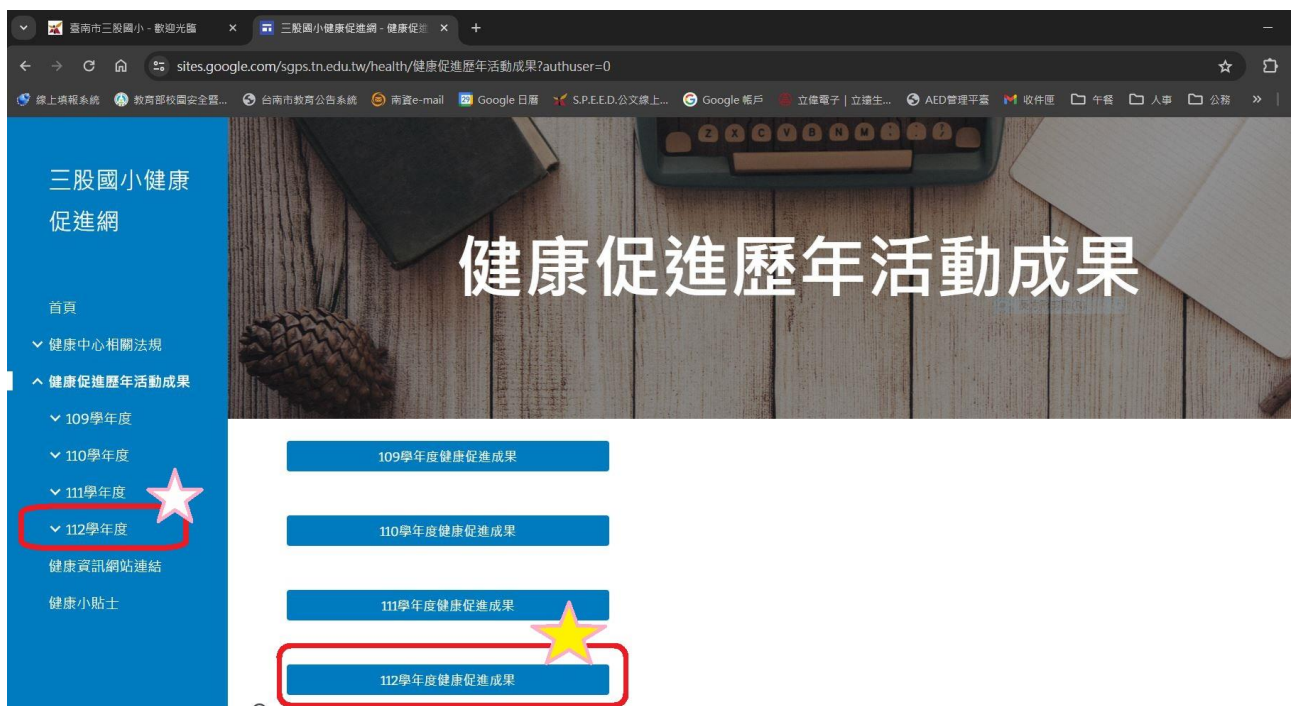 臺南市三股國小 - 歡迎光臨
三股國小健康促進網 - 健康促進
sites.google.com/sgps.tn.edu.tw/health/健康促進歷年活動成果?authuser=0
線上填報系統
教育部校園安全暨...
台南市教育公告系統
南資e-mail
Google 日曆
S.P.E.E.D.公文線上...
Google 帳戶
立偉電子 | 立達生...
AED管理平臺
收件匣
午餐
人事
公務
三股國小健康
促進網
首頁
健康中心相關法規
健康促進歷年活動成果
109學年度
110學年度
111學年度
112學年度
健康資訊網站連結
健康小貼士
Z X C V B N M
健康促進歷年活動成果
109學年度健康促進成果
110學年度健康促進成果
111學年度健康促進成果
112學年度健康促進成果